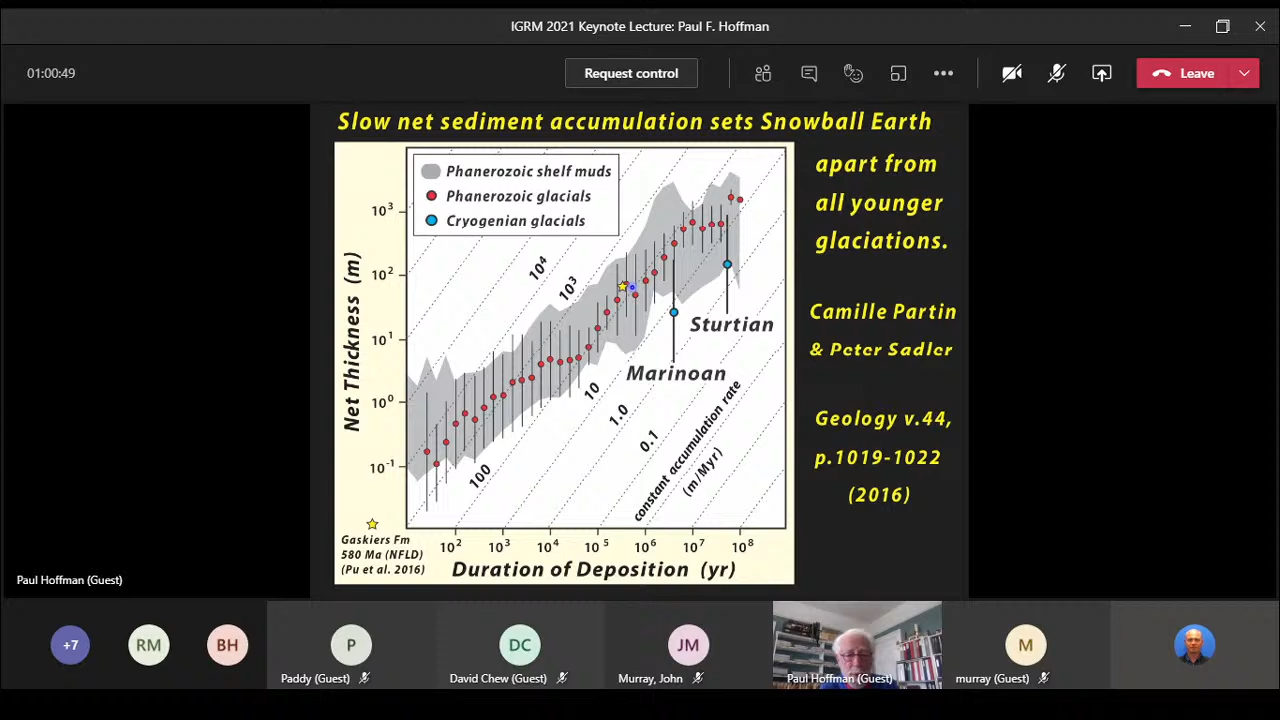 IGRM 2021 Keynote Lecture: Paul F. Hoffman
01:00:49
Request control
Leave
Slow net sediment accumulation sets Snowball Earth
apart from
all younger
glaciations.
Camille Partin
& Peter Sadler
Geology v.44,
p.1019-1022
(2016)
Phanerozoic shelf muds
Phanerozoic glacials
Cryogenian glacials
Net Thickness (m)
10³
10²
10¹
10⁰
10⁻¹
10⁴
10³
100
10
1.0
0.1
constant accumulation rate
(m/Myr)
Sturtian
Marinoan
Gaskiers Fm
580 Ma (NFLD)
(Pu et al. 2016)
10² 10³ 10⁴ 10⁵ 10⁶ 10⁷ 10⁸
Duration of Deposition (yr)
Paul Hoffman (Guest)
+7
RM
BH
P
Paddy (Guest)
DC
David Chew (Guest)
JM
Murray, John
Paul Hoffman (Guest)
M
murray (Guest)